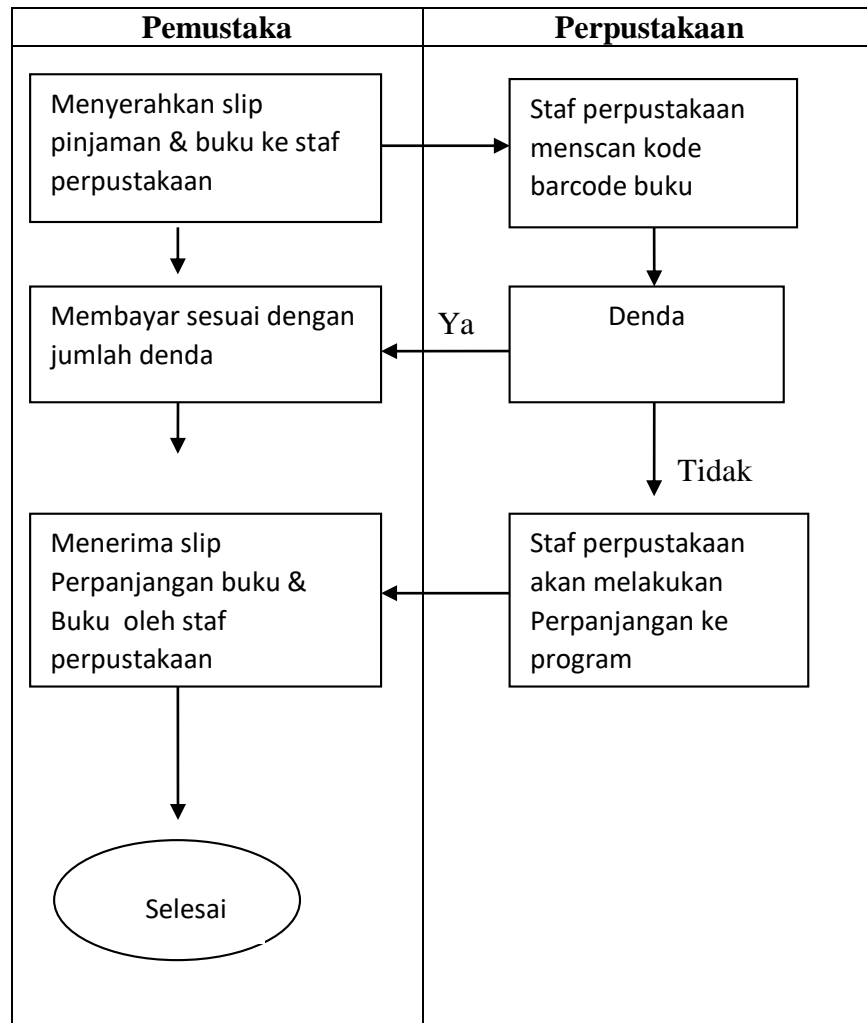 Pemustaka
Perpustakaan
Menyerahkan slip
pinjaman & buku ke staf
perpustakaan
Staf perpustakaan
menscan kode
barcode buku
Membayar sesuai dengan
jumlah denda
Ya
Denda
Tidak
Menerima slip
Perpanjangan buku &
Buku oleh staf
perpustakaan
Staf perpustakaan
akan melakukan
Perpanjangan ke
program
Selesai